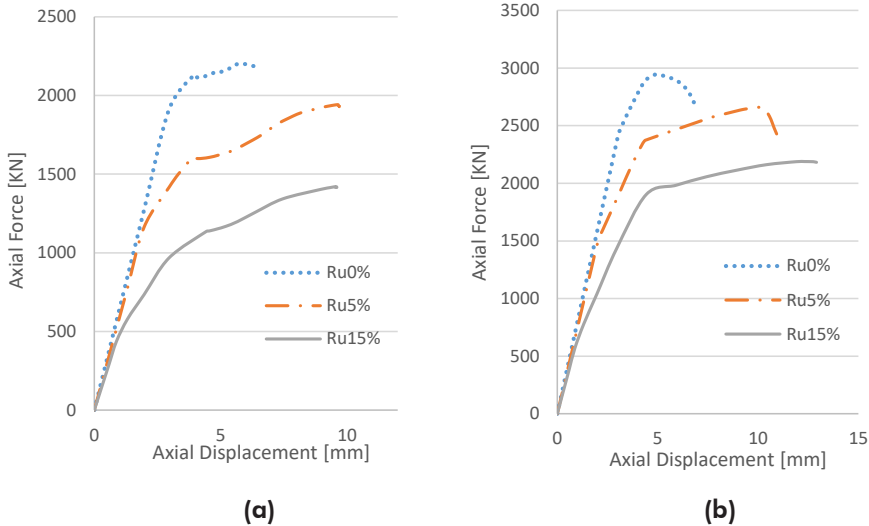 2500
2000
1500
1000
500
0
0
5
10
Axial Force [KN]
Axial Displacement [mm]
Ru0%
Ru5%
Ru15%
(a)
3500
3000
2500
2000
1500
1000
500
0
0
5
10
15
Axial Force [KN]
Axial Displacement [mm]
Ru0%
Ru5%
Ru15%
(b)